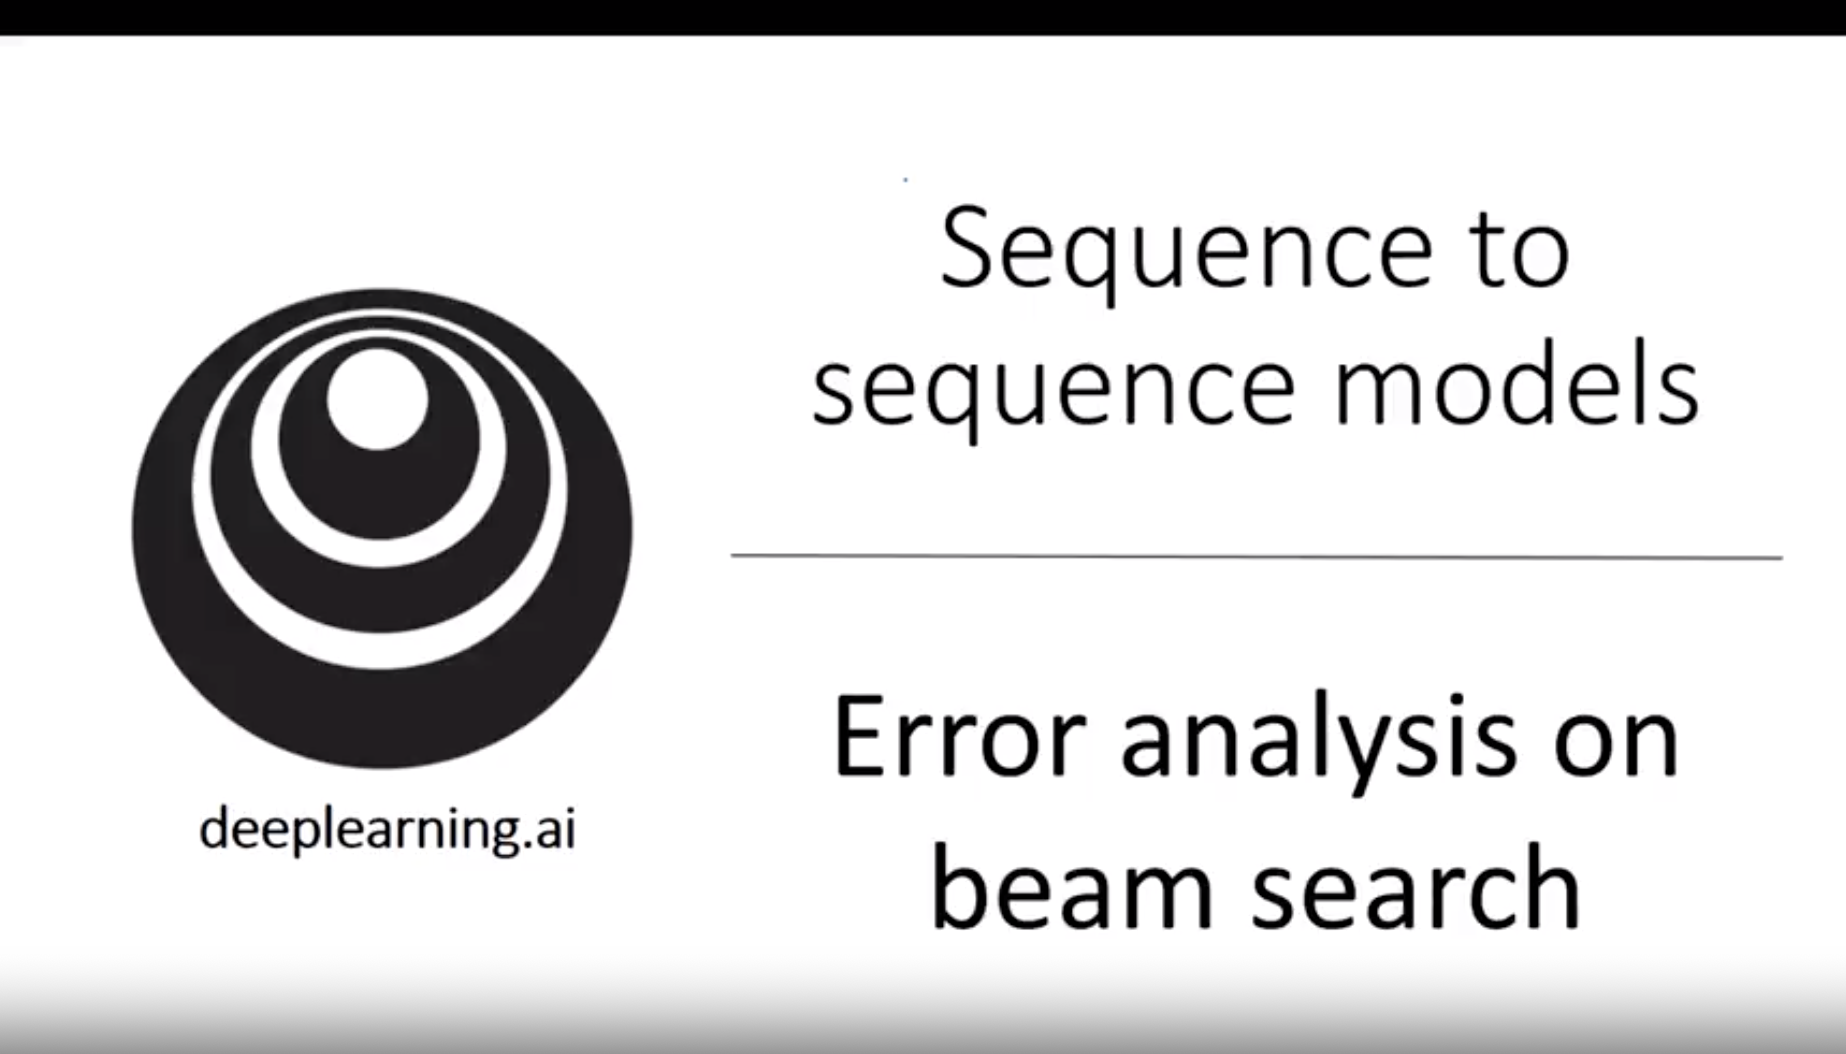 Sequence to
sequence models
Error analysis on
beam search
deeplearning.ai